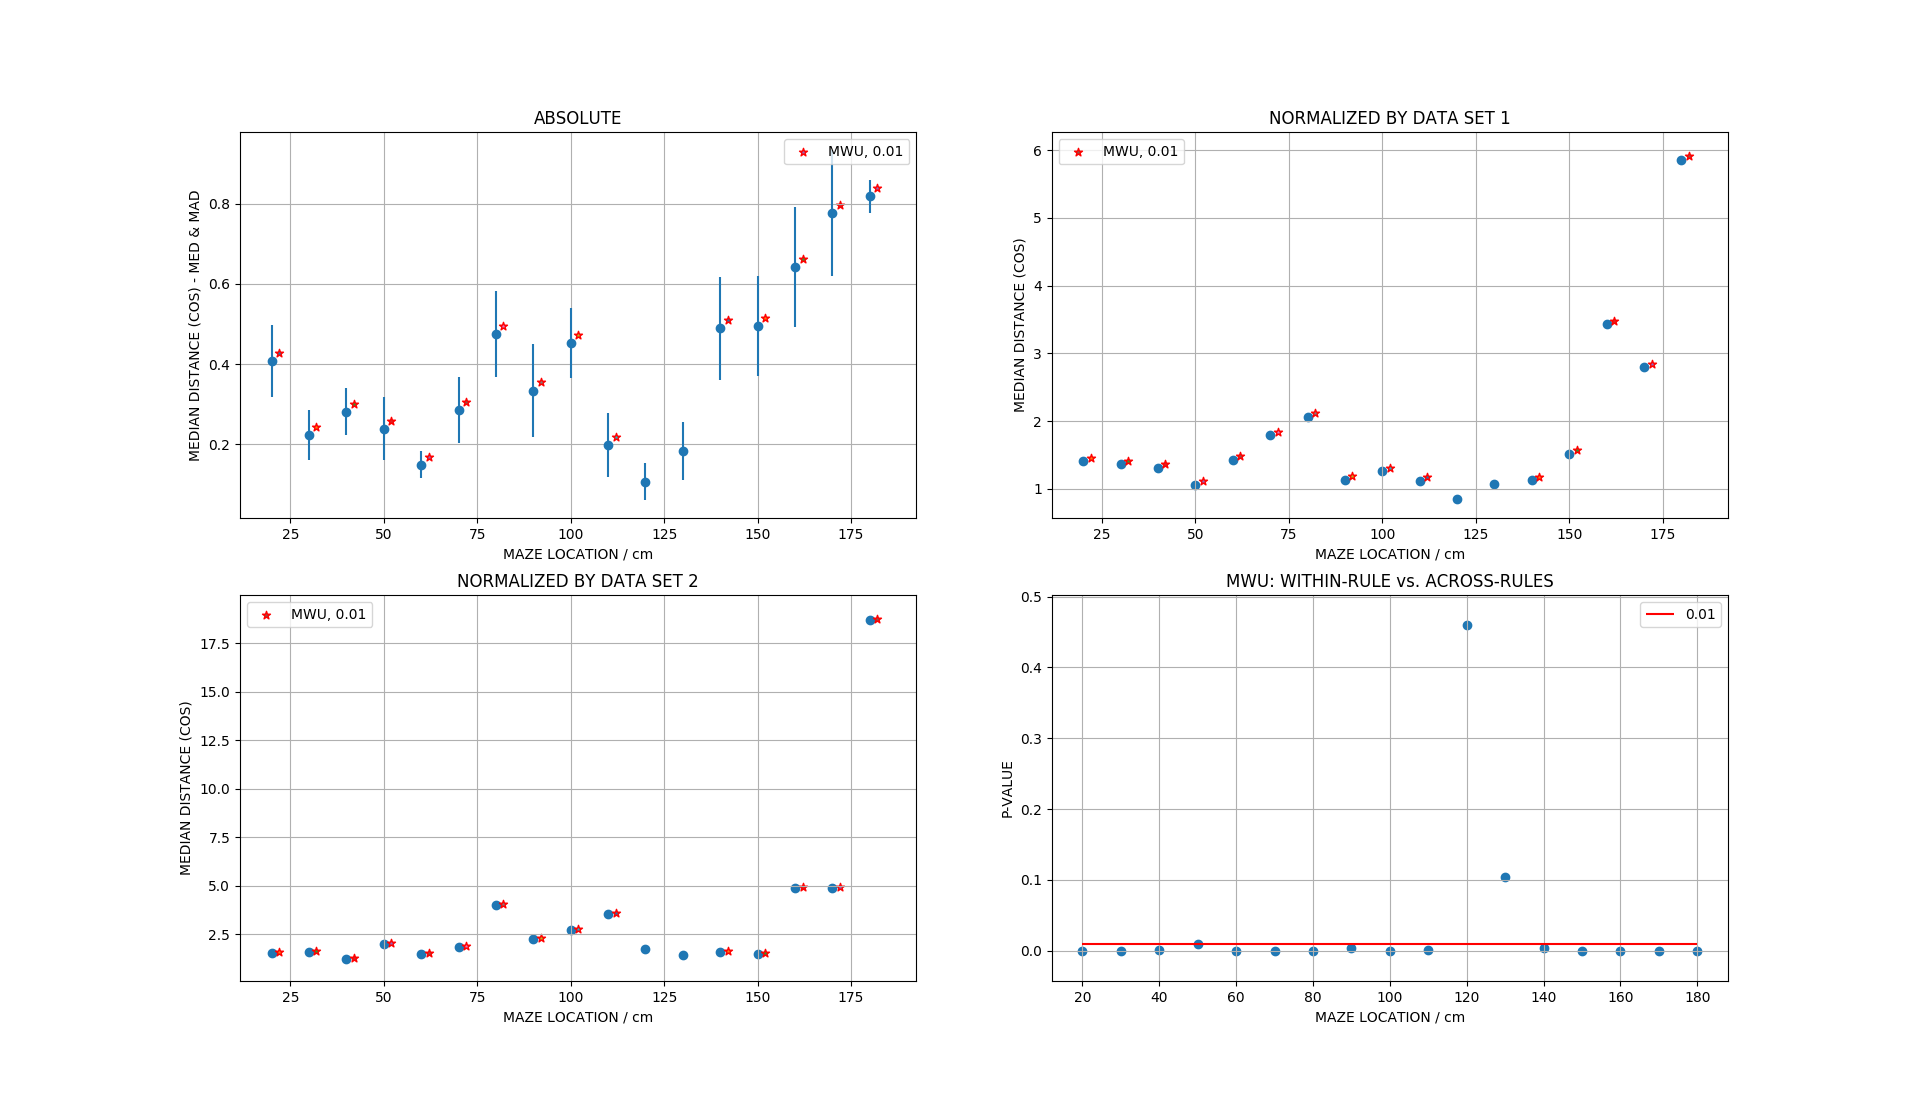 ABSOLUTE
MWU, 0.01
MEDIAN DISTANCE (COS) - MED & MAD
0.8
0.6
0.4
0.2
25 50 75 100 125 150 175
MAZE LOCATION / cm
NORMALIZED BY DATA SET 1
MWU, 0.01
MEDIAN DISTANCE (COS)
6
5
4
3
2
1
25 50 75 100 125 150 175
MAZE LOCATION / cm
NORMALIZED BY DATA SET 2
MWU, 0.01
MEDIAN DISTANCE (COS)
17.5
15.0
12.5
10.0
7.5
5.0
2.5
25 50 75 100 125 150 175
MAZE LOCATION / cm
MWU: WITHIN-RULE vs. ACROSS-RULES
0.01
P-VALUE
0.5
0.4
0.3
0.2
0.1
0.0
20 40 60 80 100 120 140 160 180
MAZE LOCATION / cm